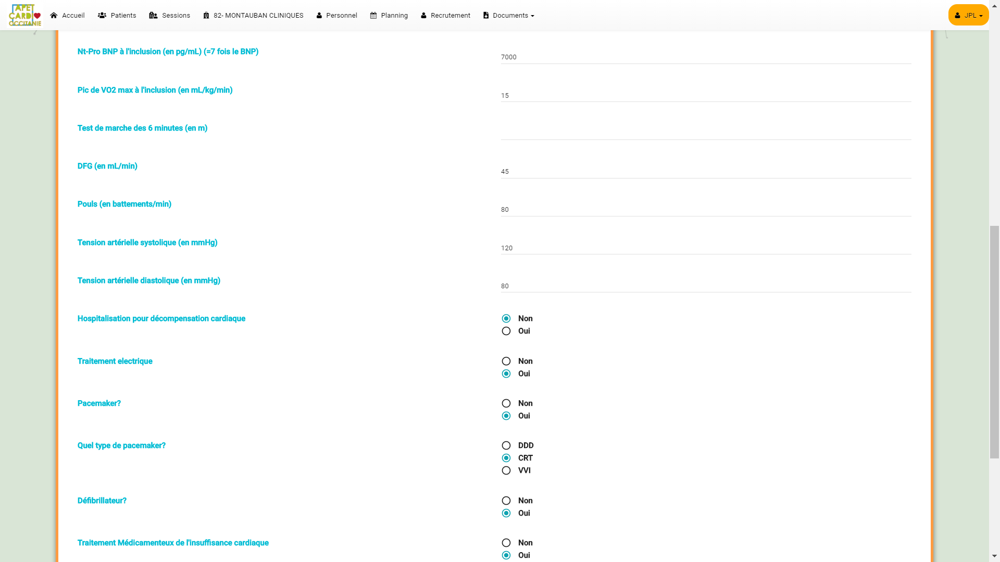 APET
CARDI
OCCITANIE
Accueil
Patients
Sessions
82- MONTAUBAN CLINIQUES
Personnel
Planning
Recrutement
Documents
JPL
Nt-Pro BNP à l'inclusion (en pg/mL) (=7 fois le BNP)
7000
Pic de VO2 max à l'inclusion (en mL/kg/min)
15
Test de marche des 6 minutes (en m)
DFG (en mL/min)
45
Pouls (en battements/min)
80
Tension artérielle systolique (en mmHg)
120
Tension artérielle diastolique (en mmHg)
80
Hospitalisation pour décompensation cardiaque
Non
Oui
Traitement electrique
Non
Oui
Pacemaker?
Non
Oui
Quel type de pacemaker?
DDD
CRT
VVI
Défibrillateur?
Non
Oui
Traitement Médicamenteux de l'insuffisance cardiaque
Non
Oui